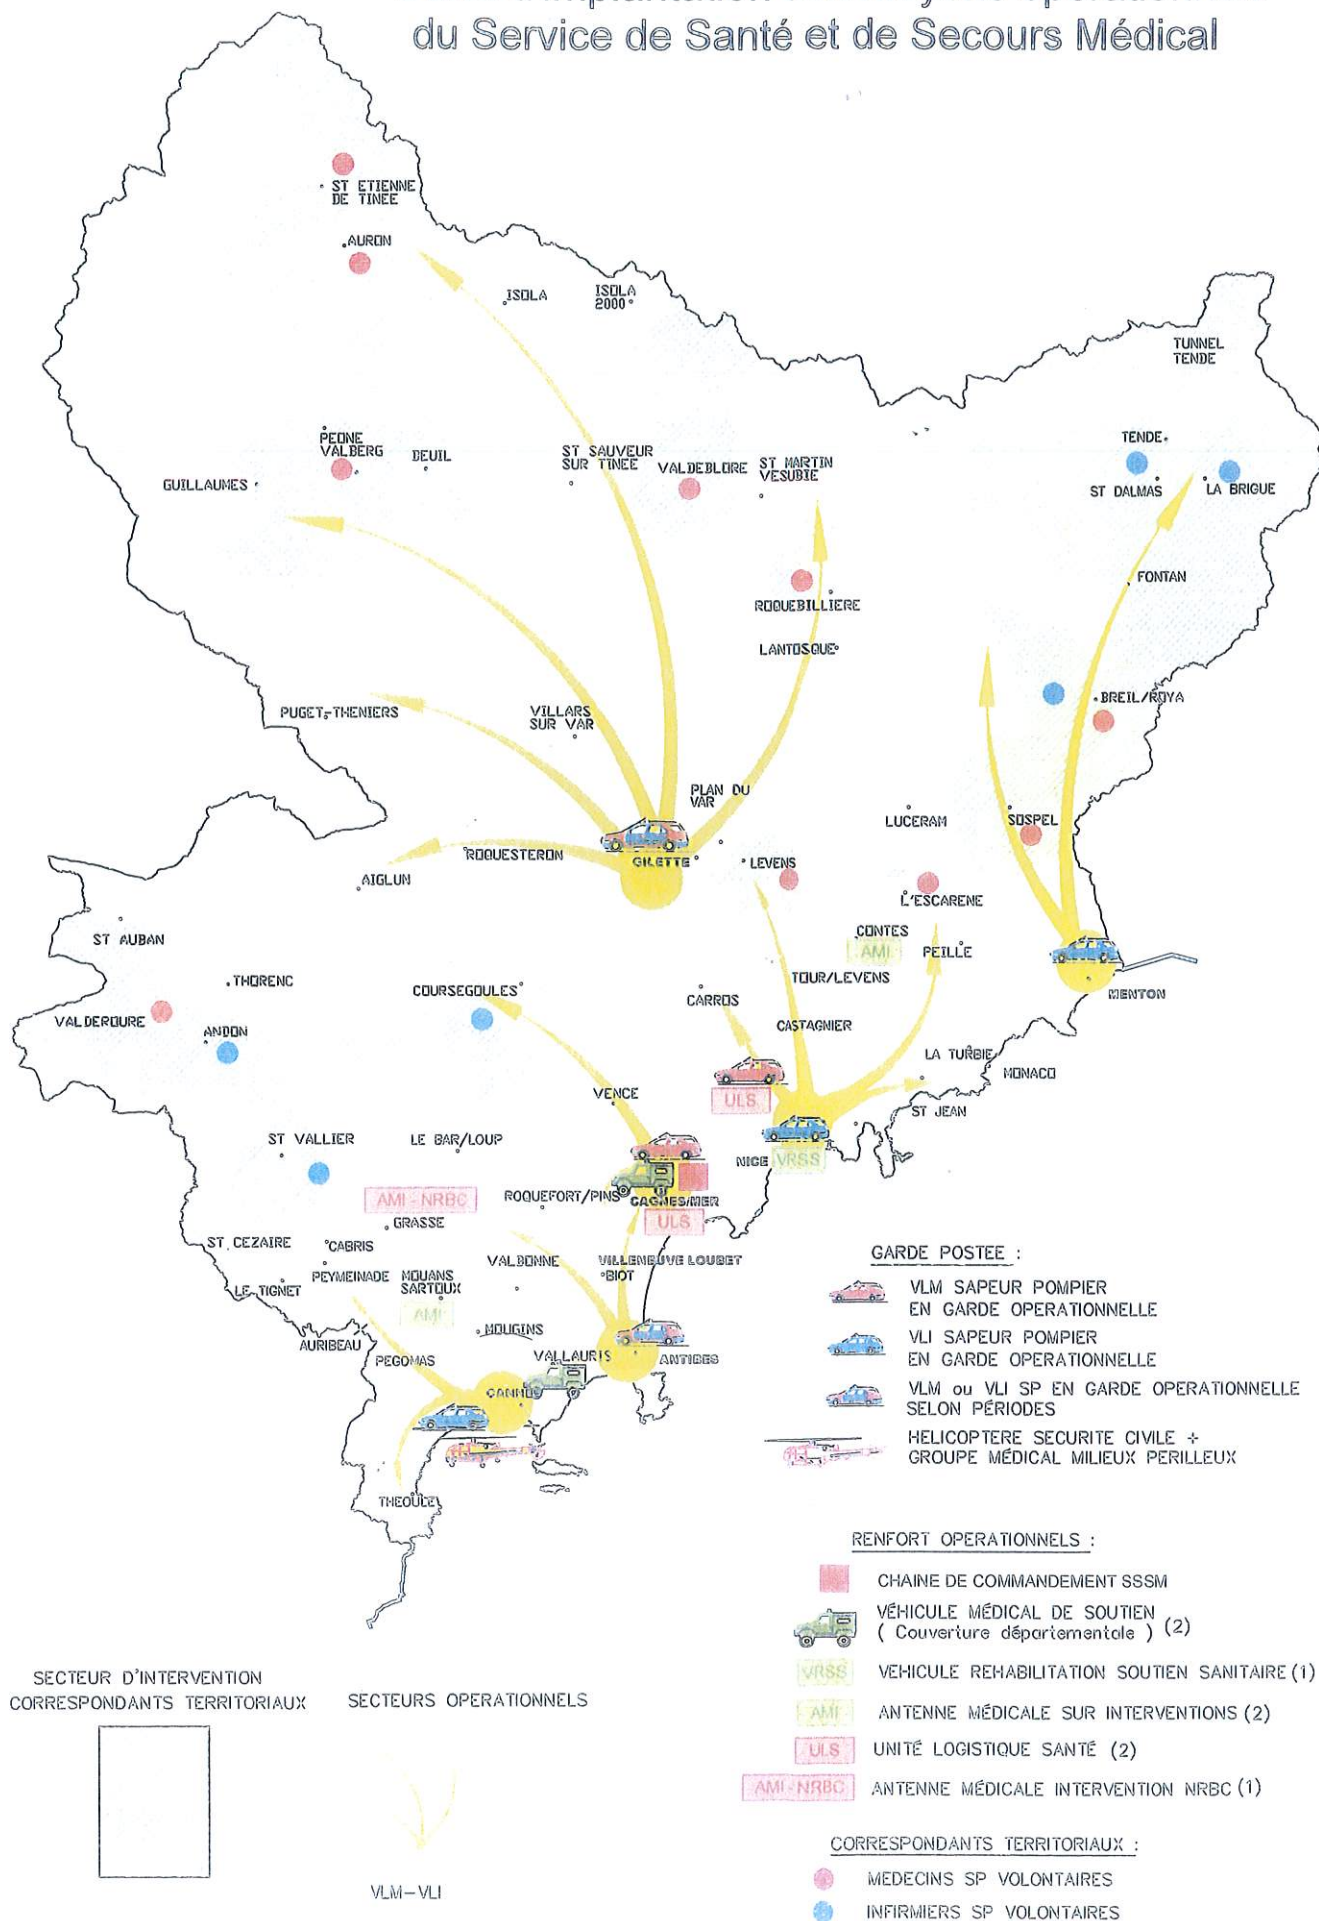 du Service de Santé et de Secours Médical
ST ETIENNE
DE TINEE
AURON
ISOLA
ISOLA
2000
TUNNEL
TENDE
PEONE
VALBERG
BEUIL
ST SAUVEUR
SUR TINEE
VALDEBLORE
ST MARTIN
VESUBIE
TENDE
GUILLAUMES
ST DALMAS
LA BRIGUE
FONTAN
ROQUEBILLIERE
LANTOSQUE
PUGET-THENIERS
VILLARS
SUR VAR
BREIL/ROYA
PLAN DU
VAR
LUCERAM
SOSPEL
ROQUESTERON
GILETTE
LEVENS
AIGLUN
L'ESCARENE
ST AUBAN
CONTES
AMI
PEILLE
THORENC
COURSEGOULES
TOUR/LEVENS
CARROS
MENTON
VALDEROURE
ANDON
CASTAGNIER
LA TURBIE
MONACO
ULS
VENCE
ST JEAN
ST VALLIER
LE BAR/LOUP
NICE
VRSS
AMI-NRBC
ROQUEFORT/PINS
CAGNES/MER
ULS
GRASSE
ST CEZAIRE
CABRIS
VALBONNE
VILLENEUVE LOUBET
BIOT
PEYMEINADE
MOUANS
SARTOUX
LE TIGNET
AMI
MOUGINS
AURIBEAU
PEGOMAS
VALLAURIS
ANTIBES
CANNES
THEOULE
GARDE POSTEE :
VLM SAPEUR POMPIER
EN GARDE OPERATIONNELLE
VLI SAPEUR POMPIER
EN GARDE OPERATIONNELLE
VLM ou VLI SP EN GARDE OPERATIONNELLE
SELON PÉRIODES
HELICOPTERE SECURITE CIVILE +
GROUPE MÉDICAL MILIEUX PERILLEUX
RENFORT OPERATIONNELS :
CHAINE DE COMMANDEMENT SSSM
VÉHICULE MÉDICAL DE SOUTIEN
( Couverture départementale ) (2)
VRSS VEHICULE REHABILITATION SOUTIEN SANITAIRE (1)
AMI ANTENNE MÉDICALE SUR INTERVENTIONS (2)
ULS UNITÉ LOGISTIQUE SANTÉ (2)
AMI-NRBC ANTENNE MÉDICALE INTERVENTION NRBC (1)
CORRESPONDANTS TERRITORIAUX :
MEDECINS SP VOLONTAIRES
INFIRMIERS SP VOLONTAIRES
SECTEUR D'INTERVENTION
CORRESPONDANTS TERRITORIAUX
SECTEURS OPERATIONNELS
VLM-VLI